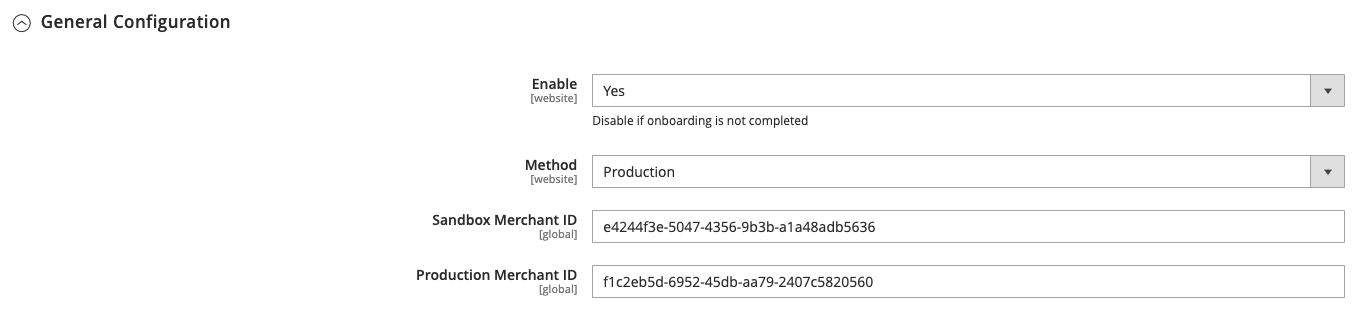 General Configuration
Enable
[website]
Yes
Disable if onboarding is not completed
Method
[website]
Production
Sandbox Merchant ID
[global]
e4244f3e-5047-4356-9b3b-a1a48adb5636
Production Merchant ID
[global]
f1c2eb5d-6952-45db-aa79-2407c5820560